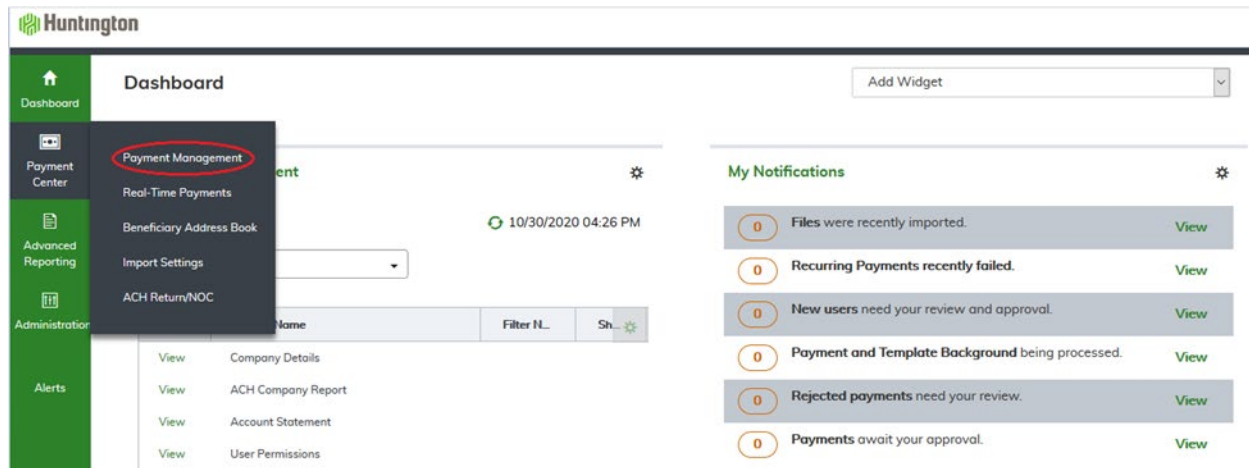 Huntington
Dashboard
Add Widget
Dashboard
Payment
Center
Payment Management
Real-Time Payments
Beneficiary Address Book
Import Settings
ACH Return/NOC
Advanced
Reporting
Administration
Alerts
ent
10/30/2020 04:26 PM
Name
Filter N...
Sh...
View Company Details
View ACH Company Report
View Account Statement
View User Permissions
My Notifications
0 Files were recently imported. View
0 Recurring Payments recently failed. View
0 New users need your review and approval. View
0 Payment and Template Background being processed. View
0 Rejected payments need your review. View
0 Payments await your approval. View